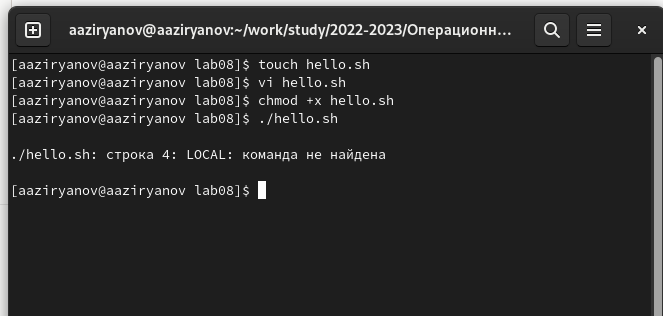 aaziryanov@aaziryanov:~/work/study/2022-2023/Операционн...
[aaziryanov@aaziryanov lab08]$ touch hello.sh
[aaziryanov@aaziryanov lab08]$ vi hello.sh
[aaziryanov@aaziryanov lab08]$ chmod +x hello.sh
[aaziryanov@aaziryanov lab08]$ ./hello.sh
./hello.sh: строка 4: LOCAL: команда не найдена
[aaziryanov@aaziryanov lab08]$